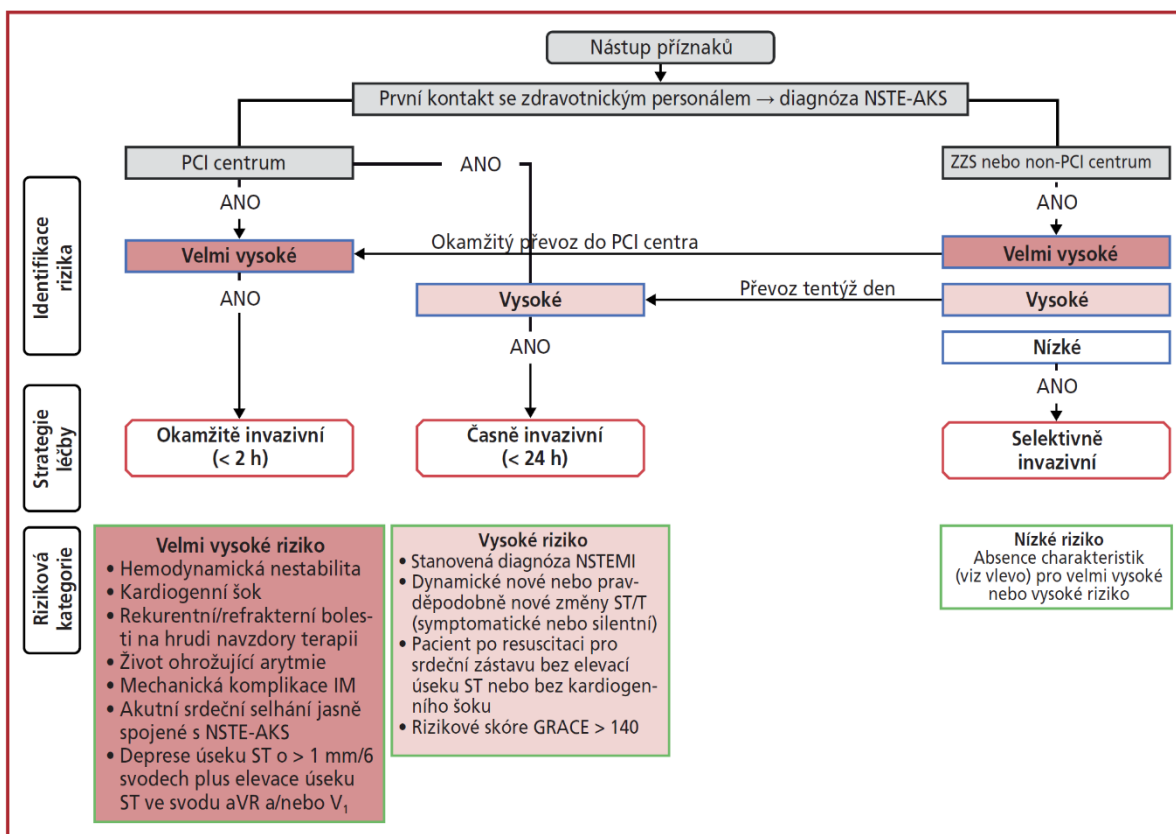 Nástup příznaků
První kontakt se zdravotnickým personálem → diagnóza NSTE-AKS
PCI centrum
ANO
ZZS nebo non-PCI centrum
ANO
ANO
Identifikace
rizika
Velmi vysoké
Okamžitý převoz do PCI centra
Velmi vysoké
ANO
Vysoké
Převoz tentýž den
Vysoké
ANO
Nízké
ANO
Strategie
léčby
Okamžitě invazivní
(< 2 h)
Časně invazivní
(< 24 h)
Selektivně
invazivní
Riziková
kategorie
Velmi vysoké riziko
• Hemodynamická nestabilita
• Kardiogenní šok
• Rekurentní/refrakterní boles-
ti na hrudi navzdory terapii
• Život ohrožující arytmie
• Mechanická komplikace IM
• Akutní srdeční selhání jasně
spojené s NSTE-AKS
• Deprese úseku ST o > 1 mm/6
svodech plus elevace úseku
ST ve svodu aVR a/nebo V₁
Vysoké riziko
• Stanovená diagnóza NSTEMI
• Dynamické nové nebo prav-
děpodobně nové změny ST/T
(symptomatické nebo silentní)
• Pacient po resuscitaci pro
srdeční zástavu bez elevací
úseku ST nebo bez kardiogen-
ního šoku
• Rizikové skóre GRACE > 140
Nízké riziko
Absence charakteristik
(viz vlevo) pro velmi vysoké
nebo vysoké riziko